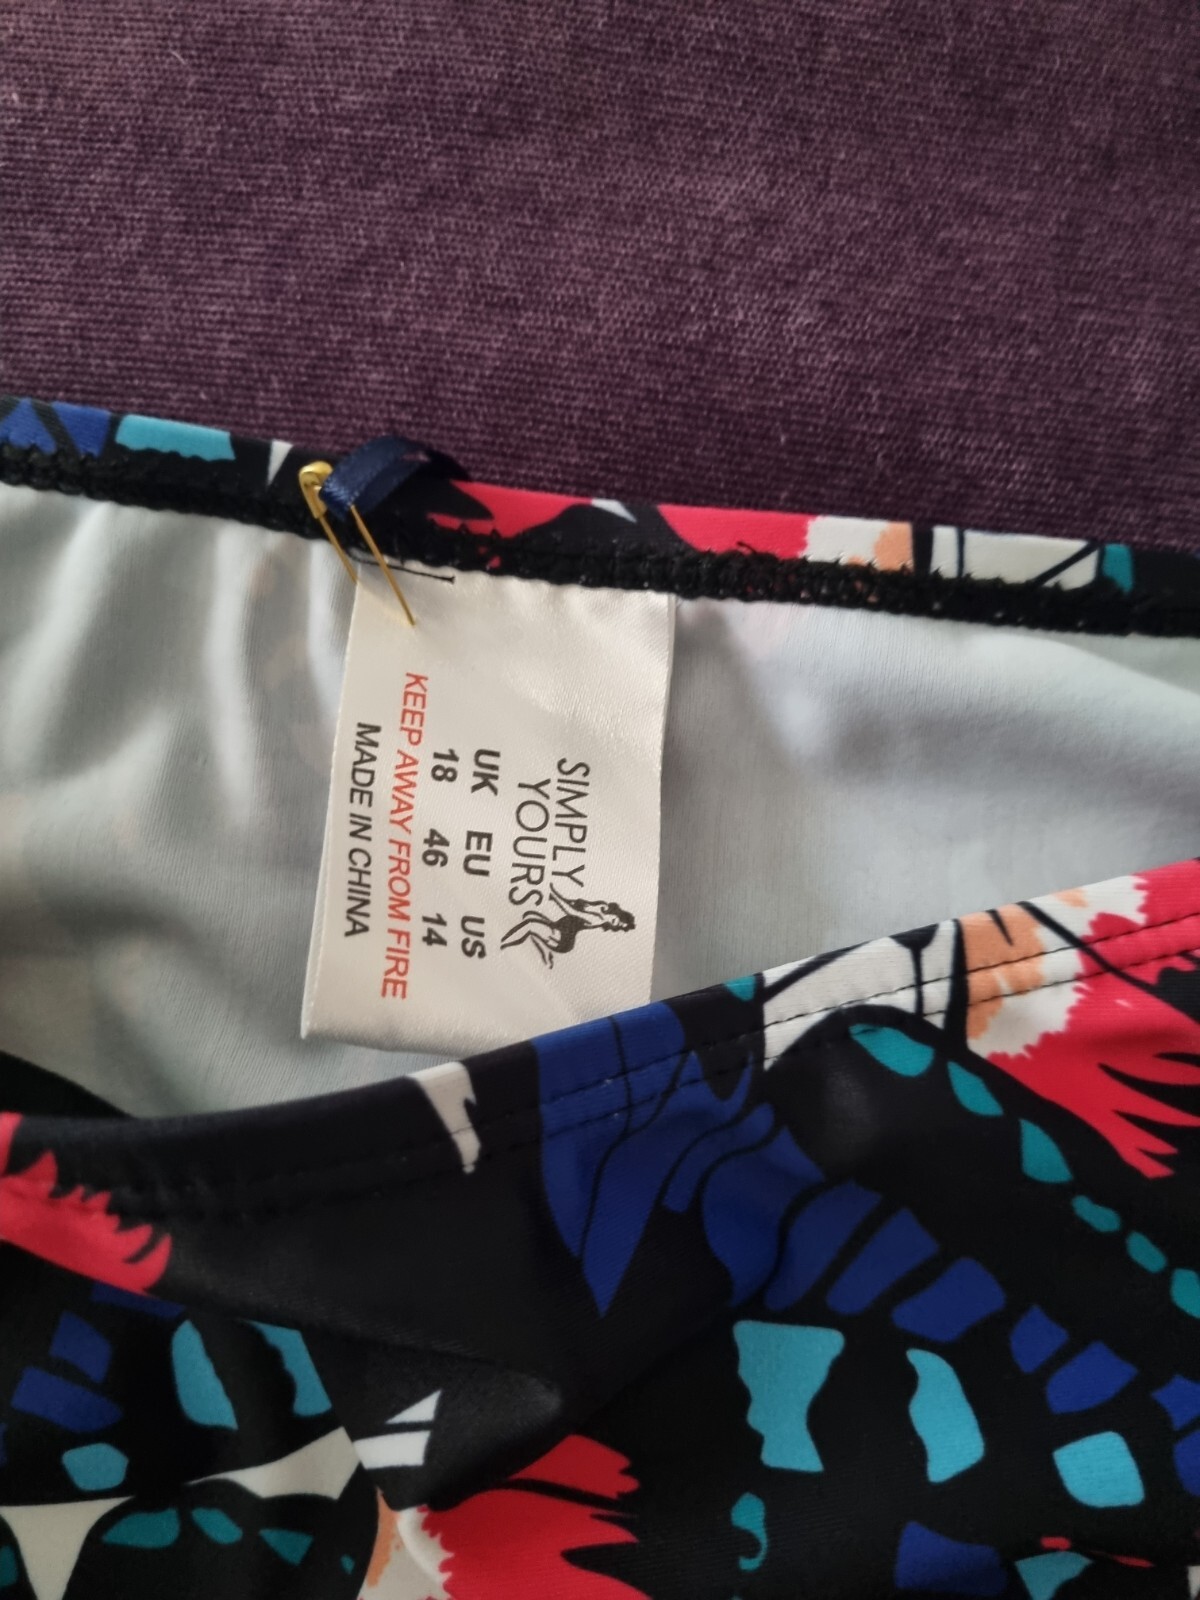 SIMPLY
YOURS
UK EU US
18 46 14
KEEP AWAY FROM FIRE
MADE IN CHINA